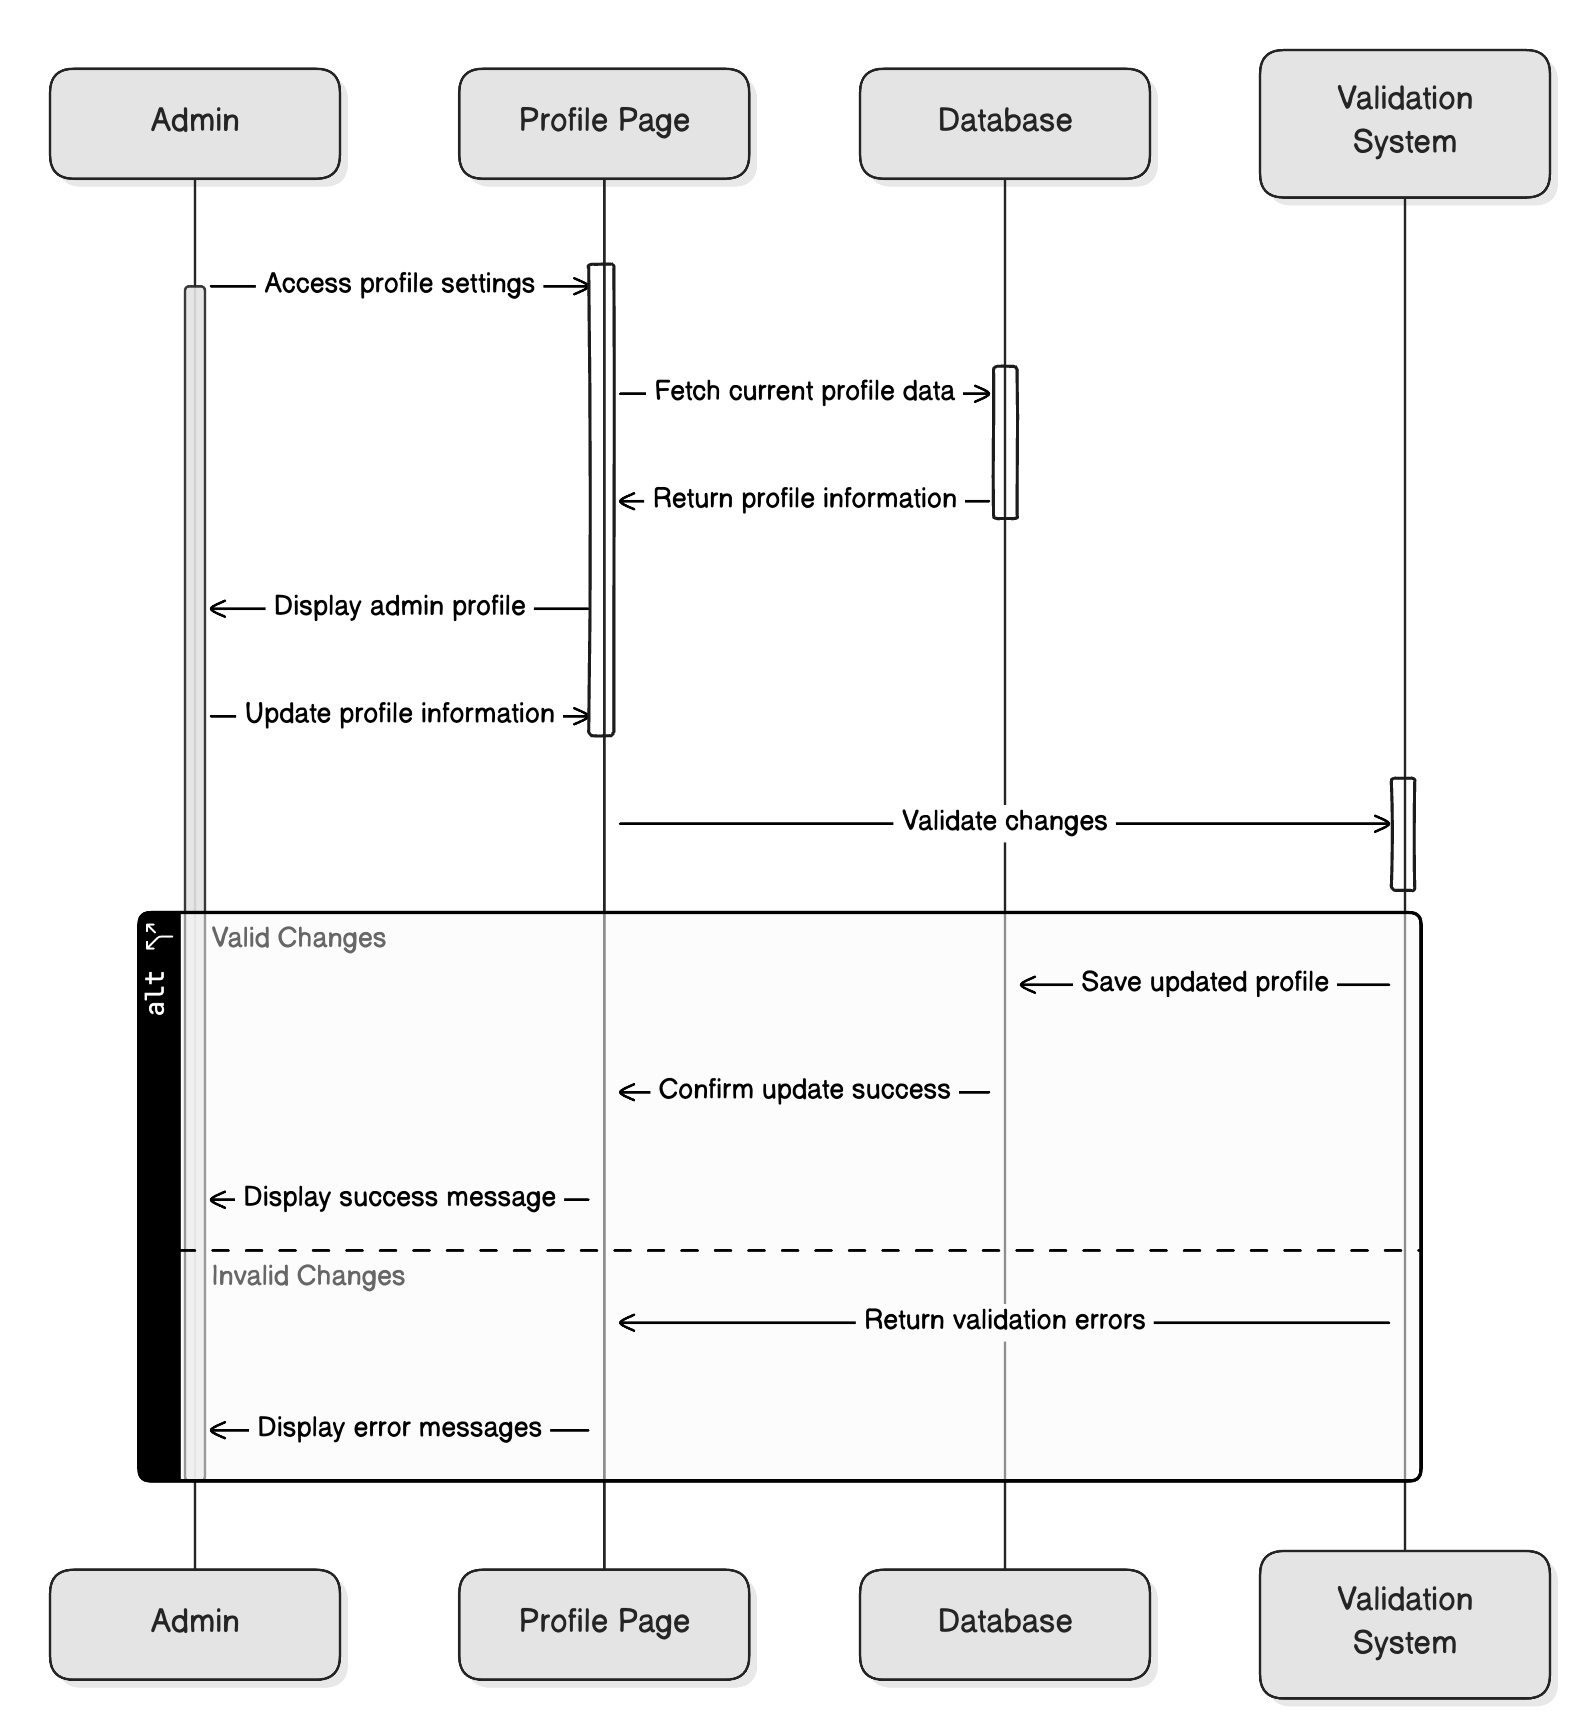 Admin
Profile Page
Database
Validation
System
Access profile settings
Fetch current profile data
Return profile information
Display admin profile
Update profile information
Validate changes
alt
Valid Changes
Save updated profile
Confirm update success
Display success message
Invalid Changes
Return validation errors
Display error messages
Admin
Profile Page
Database
Validation
System